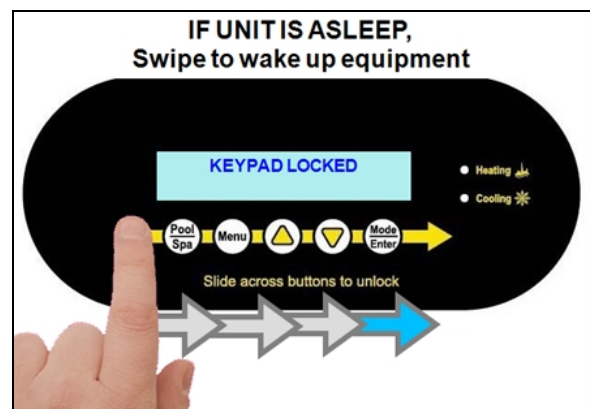 IF UNIT IS ASLEEP,
Swipe to wake up equipment
KEYPAD LOCKED
Heating
Cooling
Pool
Spa
Menu
Mode
Enter
Slide across buttons to unlock